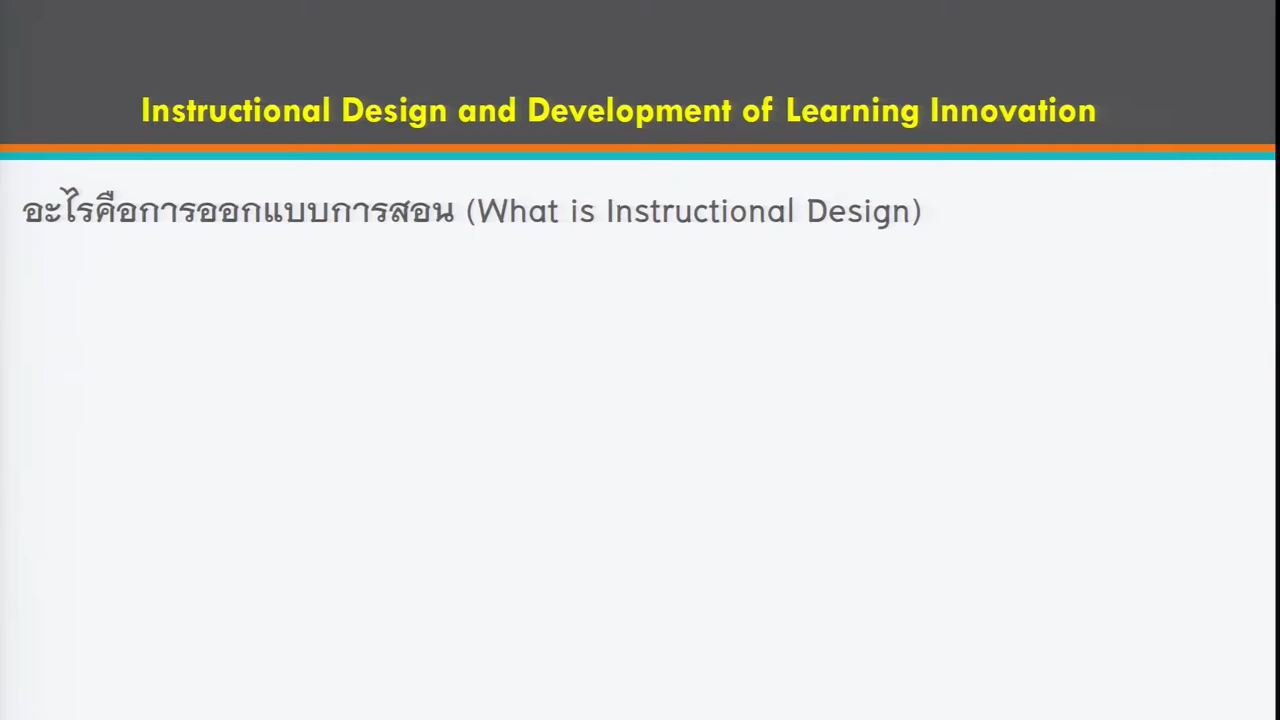 Instructional Design and Development of Learning Innovation
อะไรคือการออกแบบการสอน (What is Instructional Design)